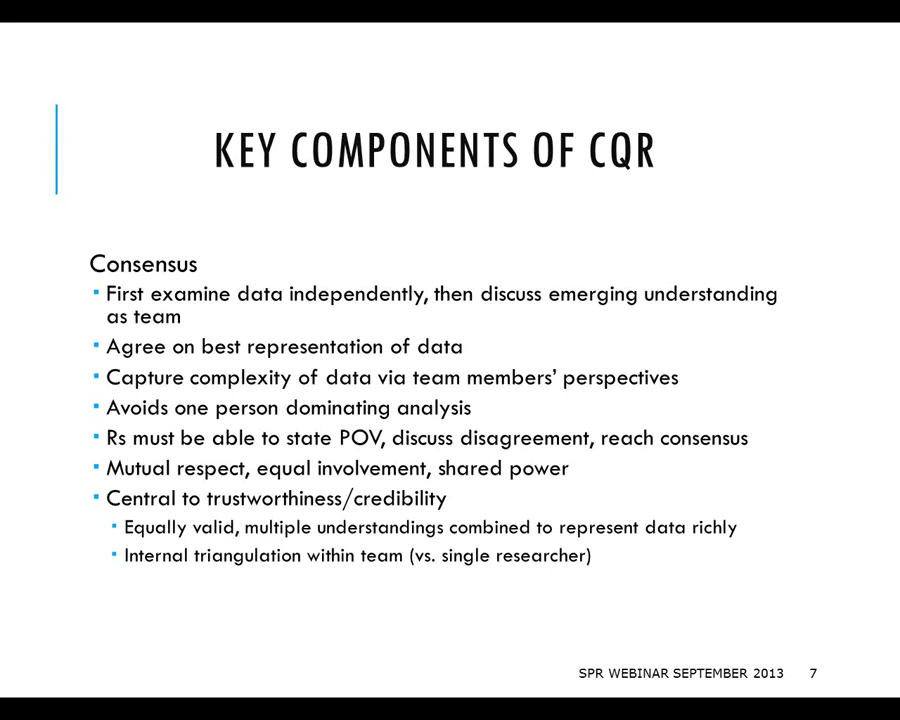 KEY COMPONENTS OF CQR
Consensus
▪ First examine data independently, then discuss emerging understanding
as team
▪ Agree on best representation of data
▪ Capture complexity of data via team members’ perspectives
▪ Avoids one person dominating analysis
▪ Rs must be able to state POV, discuss disagreement, reach consensus
▪ Mutual respect, equal involvement, shared power
▪ Central to trustworthiness/credibility
▪ Equally valid, multiple understandings combined to represent data richly
▪ Internal triangulation within team (vs. single researcher)
SPR WEBINAR SEPTEMBER 2013 7